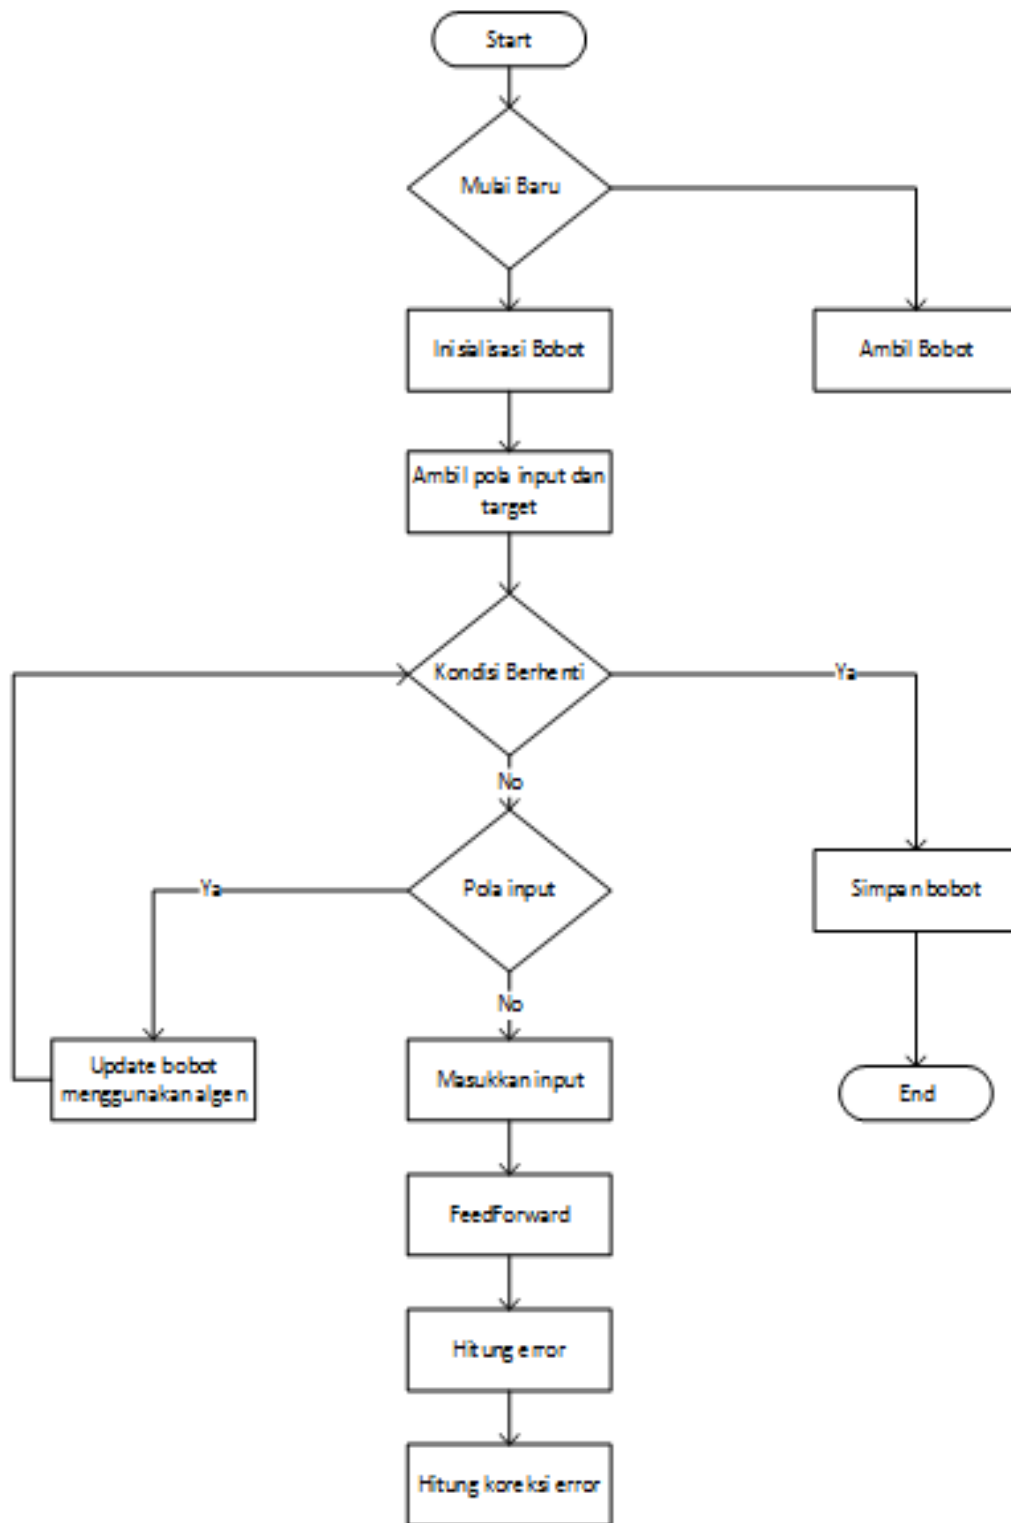 Start
Mulai Baru
Inisialisasi Bobot
Ambil Bobot
Ambil pola input dan
target
Kondisi Berhenti
Ya
No
Ya
Pola input
Simpan bobot
No
Update bobot
menggunakan algen
Masukkan input
End
FeedForward
Hitung error
Hitung koreksi error